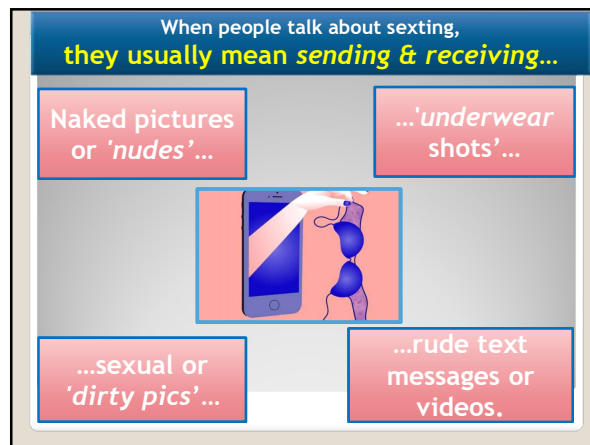 When people talk about sexting,
they usually mean sending & receiving…
Naked pictures
or 'nudes’…
…'underwear
shots’…
…sexual or
'dirty pics’…
…rude text
messages or
videos.